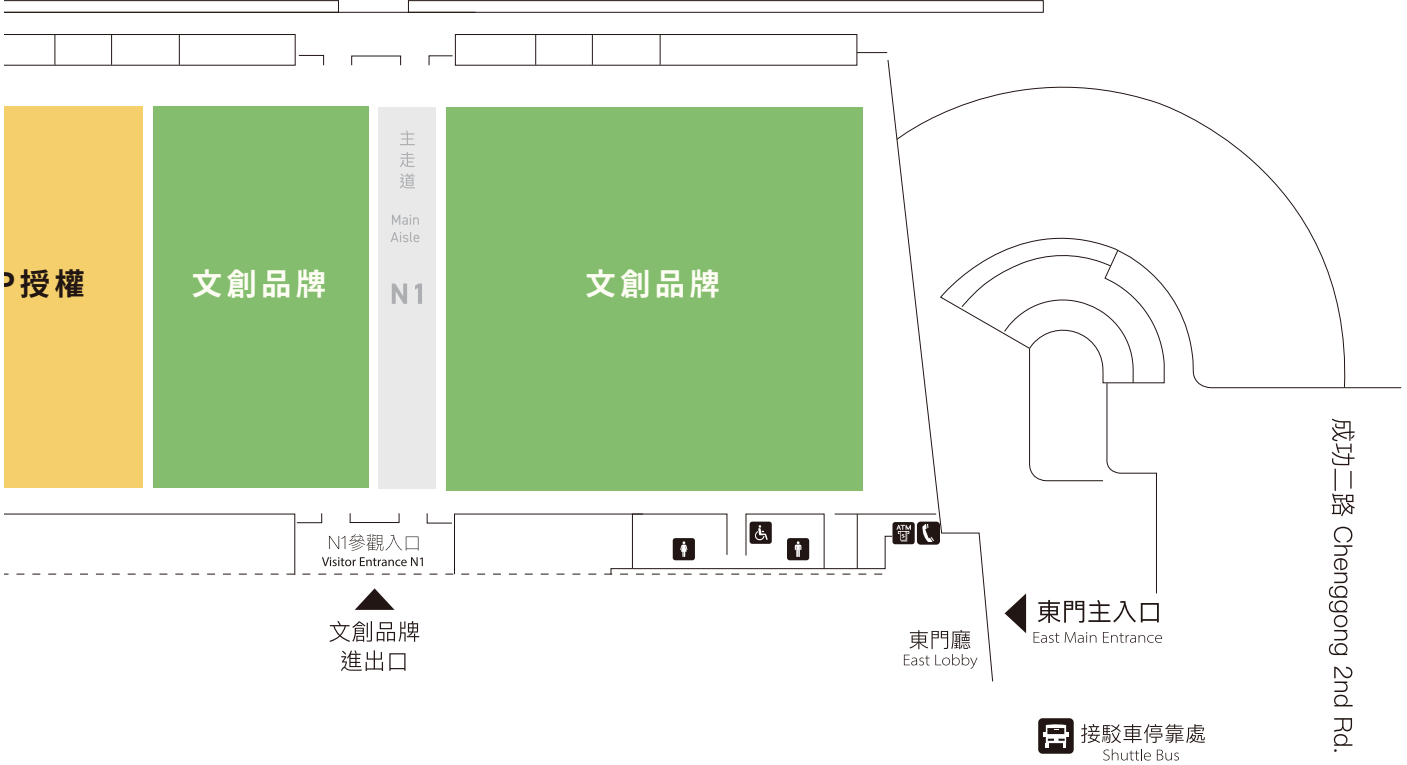 主走道
Main
Aisle
N1
P授權
文創品牌
文創品牌
N1參觀入口
Visitor Entrance N1
文創品牌
進出口
ATM
東門廳
East Lobby
東門主入口
East Main Entrance
接駁車停靠處
Shuttle Bus
成功二路 Chenggong 2nd Rd.